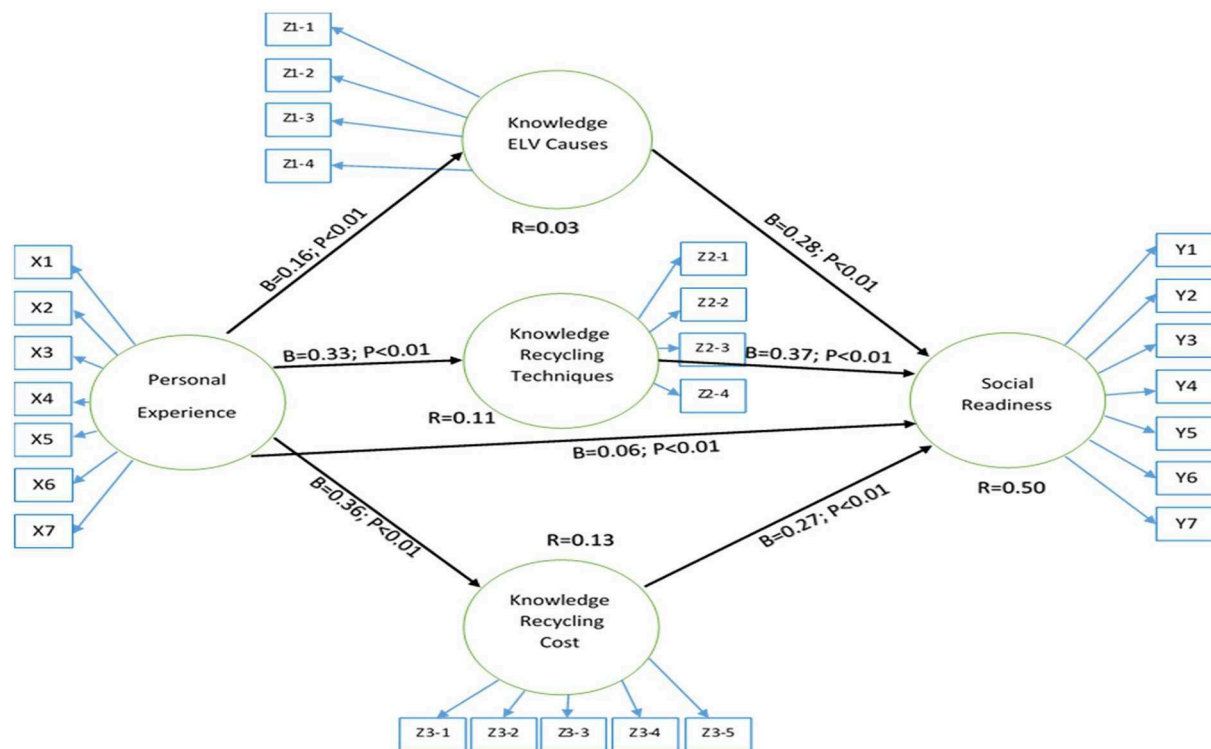 Z1-1
Z1-2
Z1-3
Z1-4
Knowledge
ELV Causes
R=0.03
B=0.16; P<0.01
B=0.28; P<0.01
X1
X2
X3
X4
X5
X6
X7
Personal
Experience
B=0.33; P<0.01
Knowledge
Recycling
Techniques
R=0.11
Z2-1
Z2-2
Z2-3
Z2-4
B=0.37; P<0.01
B=0.06; P<0.01
B=0.36; P<0.01
B=0.27; P<0.01
Social
Readiness
R=0.50
Y1
Y2
Y3
Y4
Y5
Y6
Y7
R=0.13
Knowledge
Recycling
Cost
Z3-1
Z3-2
Z3-3
Z3-4
Z3-5